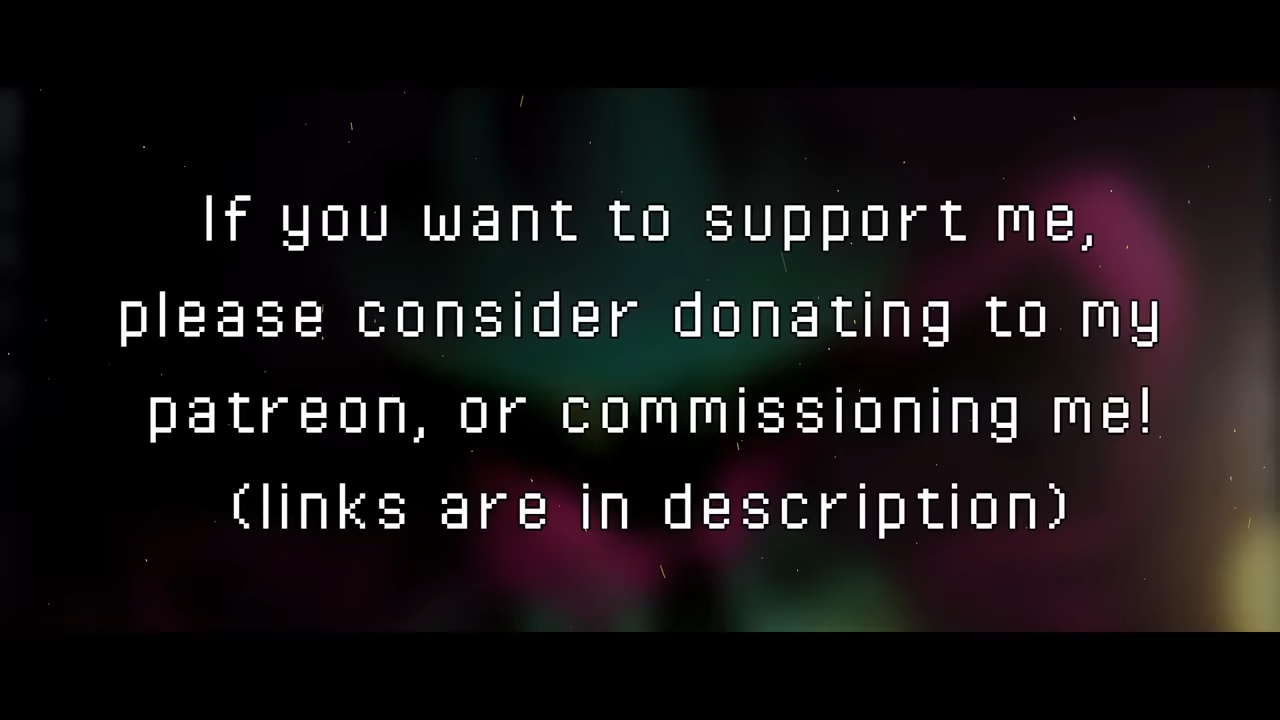 If you want to support me,
please consider donating to my
patreon, or commissioning me!
(links are in description)